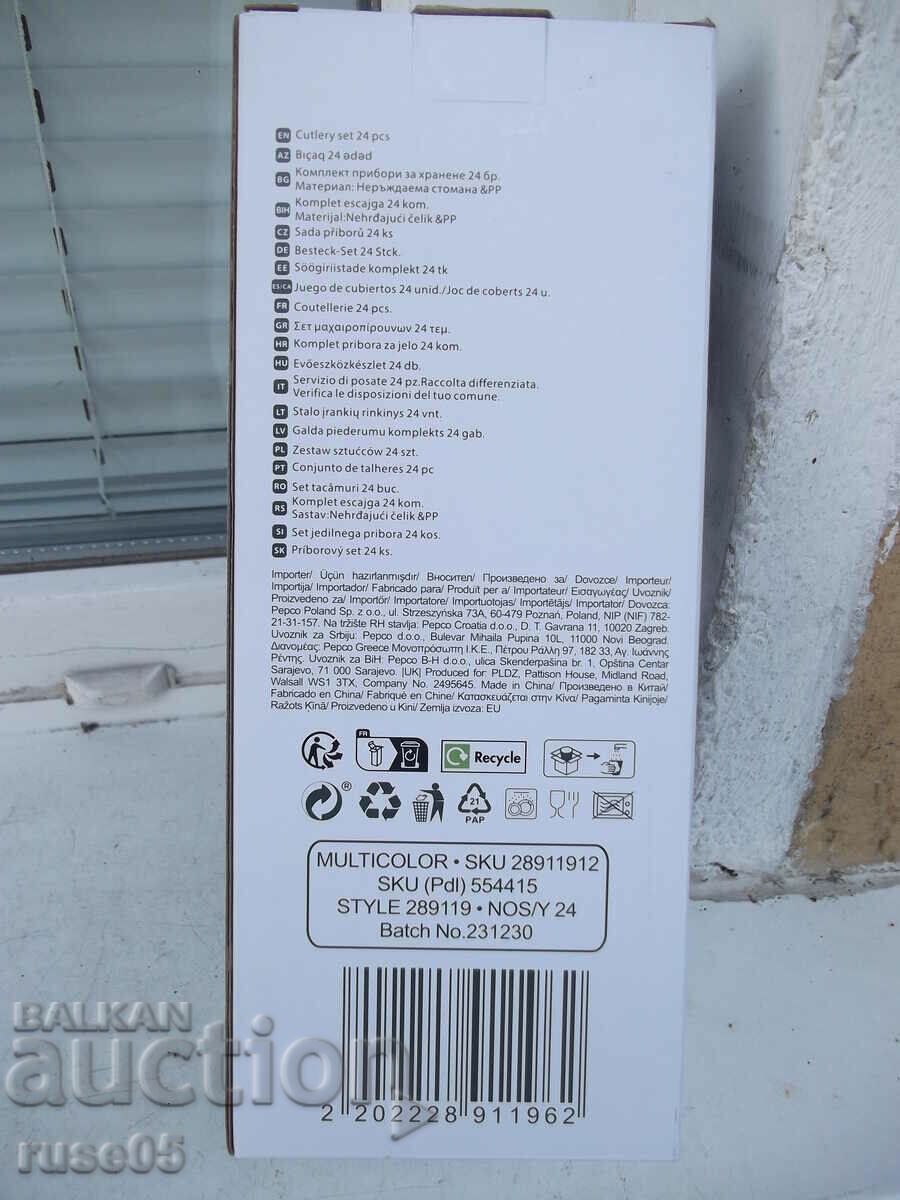 EN Cutlery set 24 pcs
AZ Bıçaq 24 ədəd
BG Комплект прибори за хранене 24 бр.
Материал: Неръждаема стомана &PP
BIH Komplet escajga 24 kom.
Materijal:Nehrđajući čelik &PP
CZ Sada příborů 24 ks
DE Besteck-Set 24 Stck.
EE Söögiriistade komplekt 24 tk
ES/CA Juego de cubiertos 24 unid./Joc de coberts 24 u.
FR Coutellerie 24 pcs.
GR Σετ μαχαιροπίρουνων 24 τεμ.
HR Komplet pribora za jelo 24 kom.
HU Evőeszközkészlet 24 db.
IT Servizio di posate 24 pz.Raccolta differenziata.
Verifica le disposizioni del tuo comune.
LT Stalo įrankių rinkinys 24 vnt.
LV Galda piederumu komplekts 24 gab.
PL Zestaw sztućców 24 szt.
PT Conjunto de talheres 24 pc
RO Set tacâmuri 24 buc.
RS Komplet escajga 24 kom.
Sastav:Nehrđajući čelik &PP
SI Set jedilnega pribora 24 kos.
SK Príborový set 24 ks.
Importer/ Üçün hazırlanmışdır/ Вносител/ Произведено за/ Dovozce/ Importeur/
Importija/ Importador/ Fabricado para/ Produit per a/ Importateur/ Εισαγωγέας/ Uvoznik/
Proizvedeno za/ Importőr/ Importatore/ Importuotojas/ Importētājs/ Importator/ Dovozca:
Pepco Poland Sp. z o.o., ul. Strzeszyńska 73A, 60-479 Poznań, Poland, NIP (NIF) 782-
21-31-157. Na tržište RH stavlja: Pepco Croatia d.o.o., D. T. Gavrana 11, 10020 Zagreb.
Uvoznik za Srbiju: Pepco d.o.o., Bulevar Mihaila Pupina 10L, 11000 Novi Beograd.
Διανομέας: Pepco Greece Μονοπρόσωπη Ι.Κ.Ε., Πέτρου Ράλλη 97, 182 33, Αγ. Ιωάννης
Ρέντης. Uvoznik za BiH: Pepco B-H d.o.o., ulica Skenderpašina br. 1, Opština Centar
Sarajevo, 71 000 Sarajevo. |UK| Produced for: PLDZ, Pattison House, Midland Road,
Walsall WS1 3TX, Company No. 2495645. Made in China/ Произведено в Китай/
Fabricado en China/ Fabriqué en Chine/ Κατασκευάζεται στην Κίνα/ Pagaminta Kinijoje/
Ražots Ķīnā/ Proizvedeno u Kini/ Zemlja izvoza: EU
FR
Recycle
®
21
PAP
MULTICOLOR • SKU 28911912
SKU (Pdl) 554415
STYLE 289119 • NOS/Y 24
Batch No.231230
2 202228 911962
BALKAN
auction
ruse05